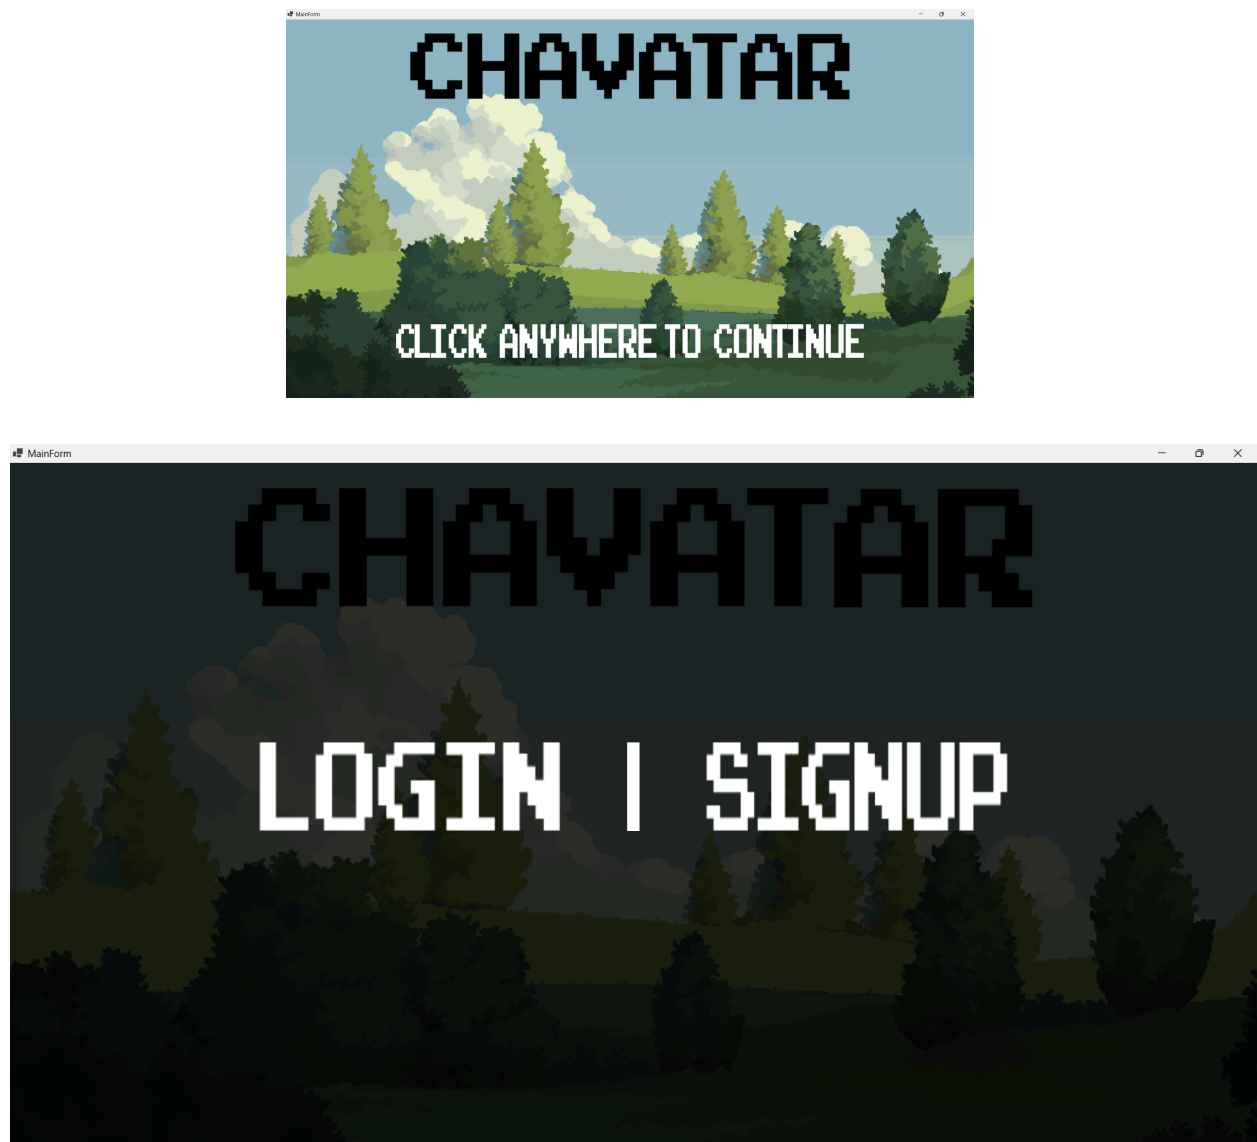 MainForm
CHAVATAR
CLICK ANYWHERE TO CONTINUE
MainForm
CHAVATAR
LOGIN | SIGNUP